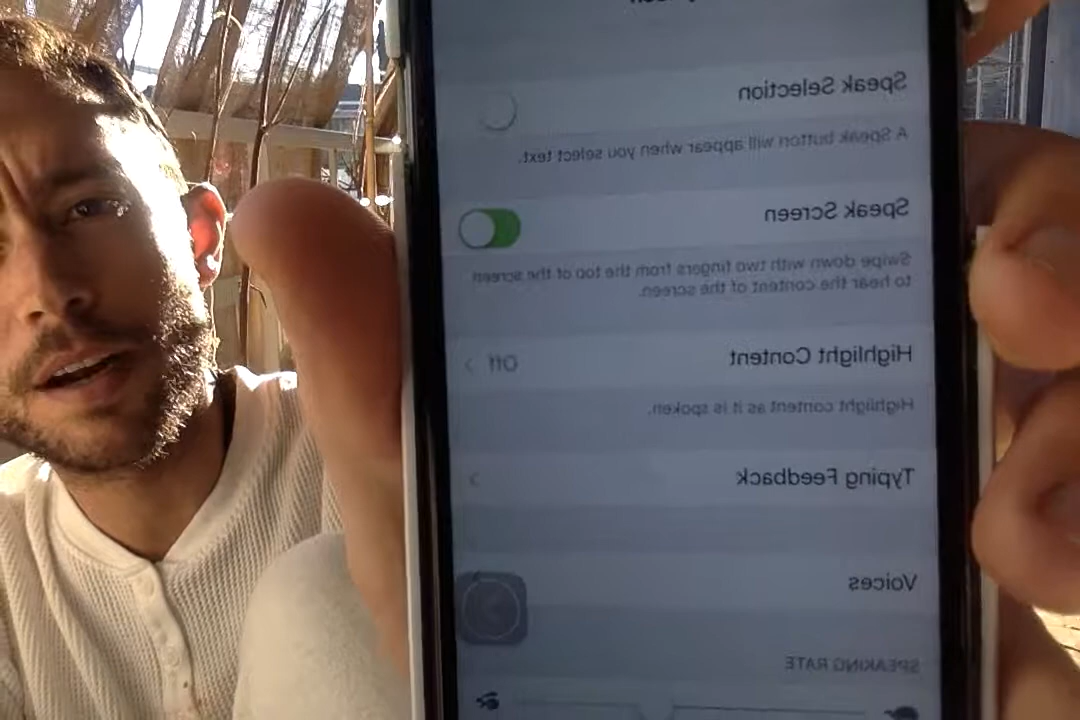 Speak Selection
A Speak button will appear when you select text.
Speak Screen
Swipe down with two fingers from the top of the screen
to hear the content of the screen.
Highlight Content Off
Highlight content as it is spoken.
Typing Feedback
Voices
SPEAKING RATE